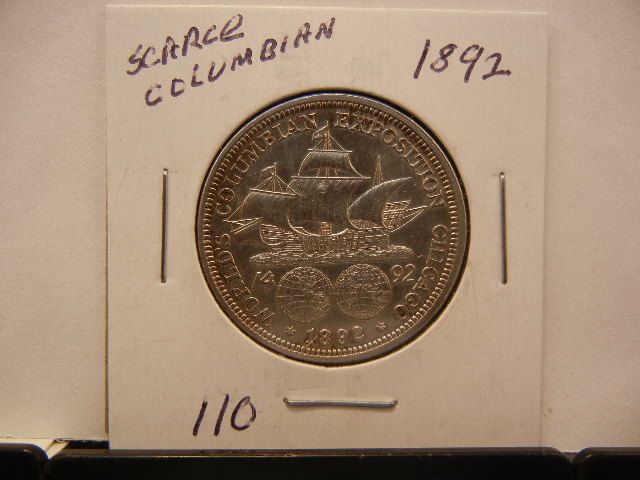 SCARCE
COLUMBIAN
1892
WORLD'S COLUMBIAN EXPOSITION CHICAGO
14 92
* 1892 *
110